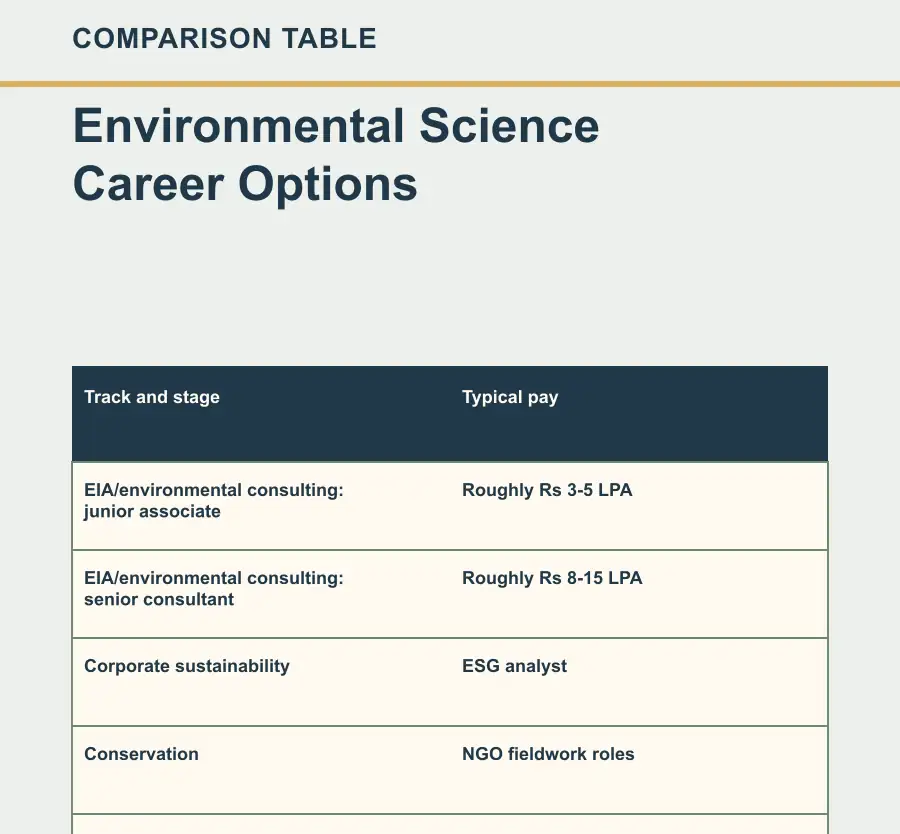 COMPARISON TABLE
Environmental Science
Career Options
Track and stage
Typical pay
EIA/environmental consulting:
junior associate
Roughly Rs 3-5 LPA
EIA/environmental consulting:
senior consultant
Roughly Rs 8-15 LPA
Corporate sustainability
ESG analyst
Conservation
NGO fieldwork roles